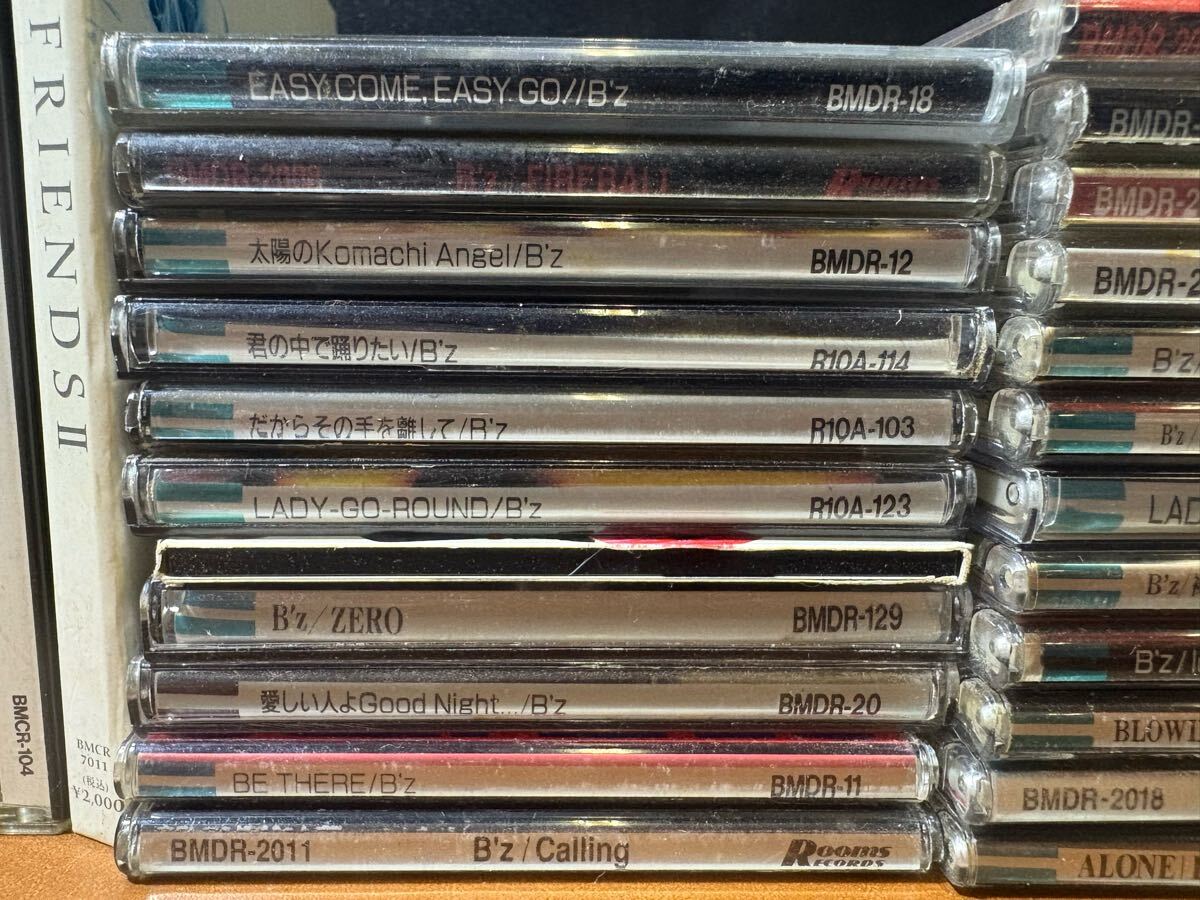 FRIENDS II
BMCR
7011
(税込)
¥2,000
BMCR-104
EASY COME, EASY GO//B'z BMDR-18
B'z FIREBALL Rooms
太陽のKomachi Angel/B'z BMDR-12
君の中で踊りたい/B'z R10A-114
だからその手を離して/B'z R10A-103
LADY-GO-ROUND/B'z R10A-123
B'z/ZERO BMDR-129
愛しい人よGood Night.../B'z BMDR-20
BE THERE/B'z BMDR-11
BMDR-2011 B'z/Calling Rooms RECORDS
BMDR-
BMDR-2
BMDR-2
B'z/
B'z/
LAD
B'z/
B'z/
BLOWI
BMDR-2018
ALONE/